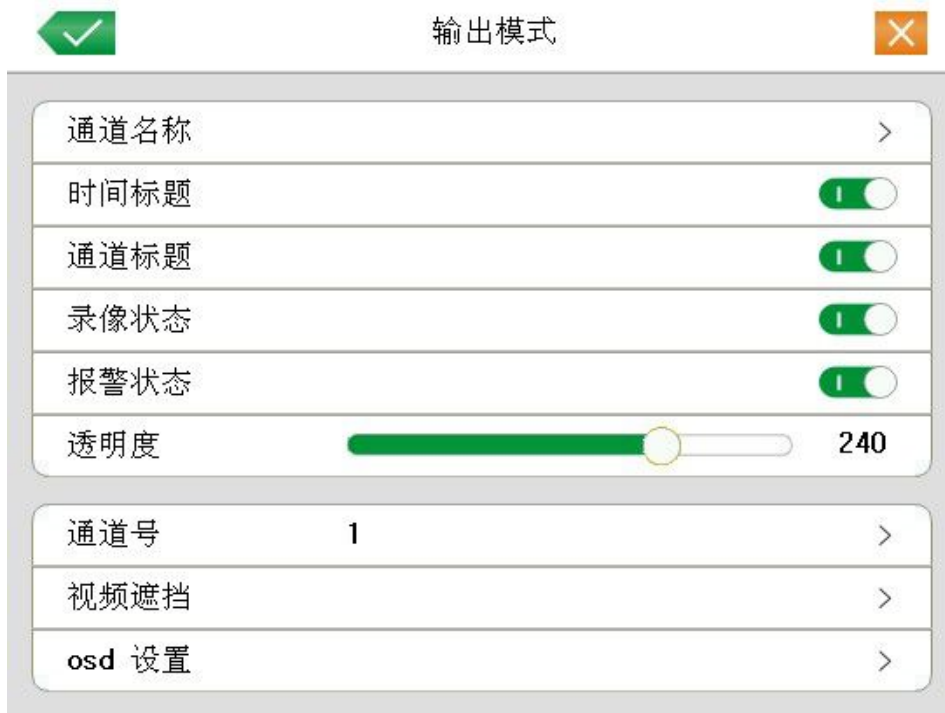 输出模式
通道名称
时间标题
通道标题
录像状态
报警状态
透明度 240
通道号 1
视频遮挡
osd 设置